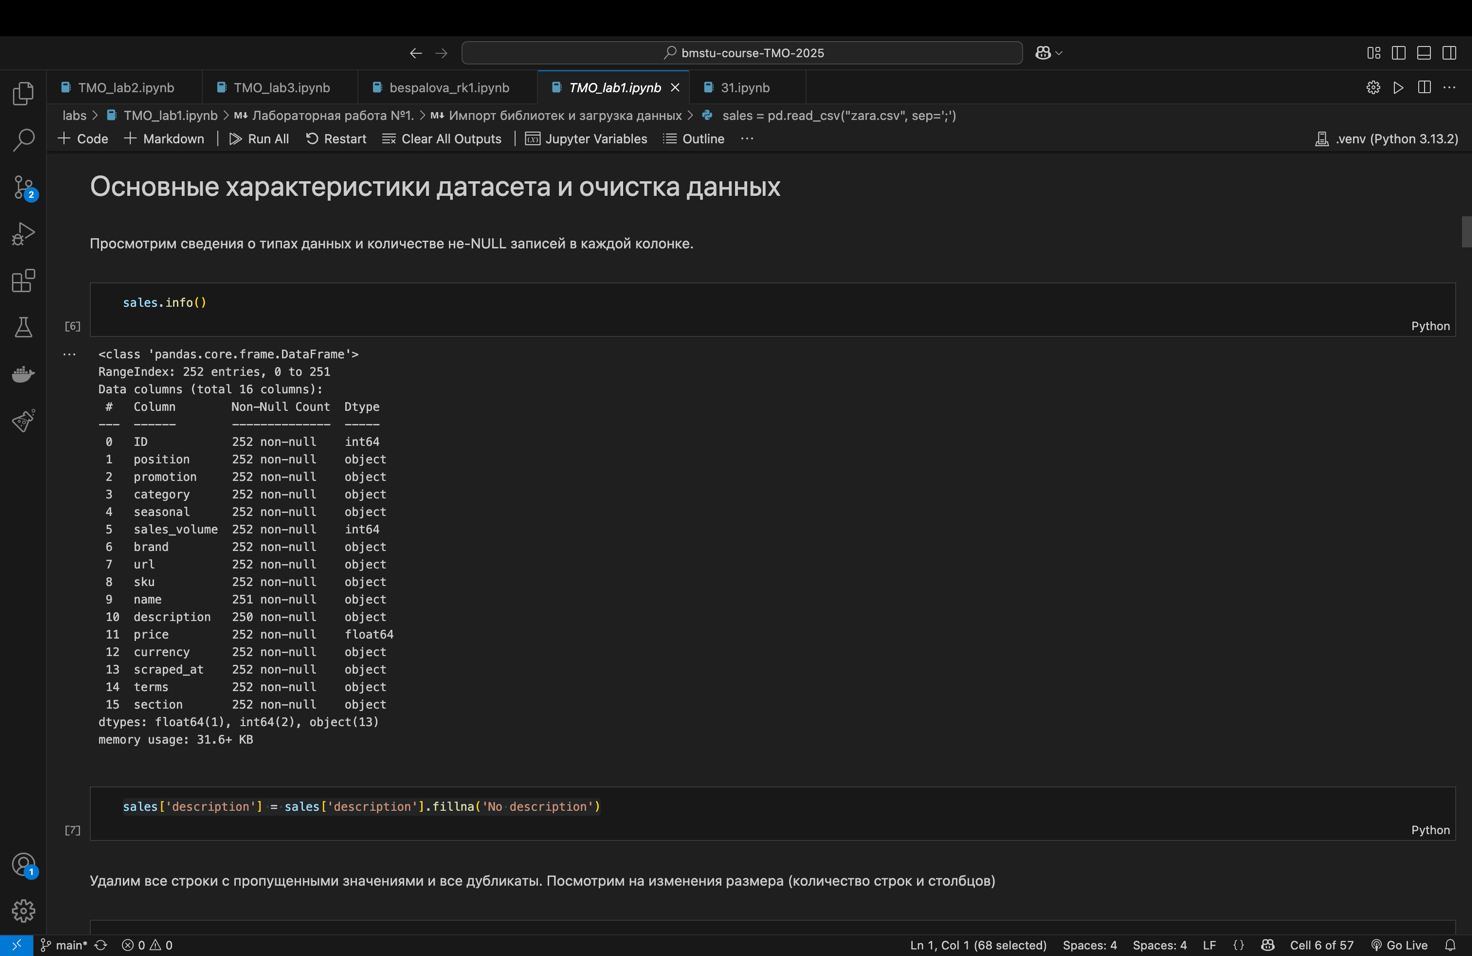 bmstu-course-TMO-2025
TMO_lab2.ipynb
TMO_lab3.ipynb
bespalova_rk1.ipynb
TMO_lab1.ipynb
31.ipynb
labs > TMO_lab1.ipynb > M↓ Лабораторная работа №1. > M↓ Импорт библиотек и загрузка данных > sales = pd.read_csv("zara.csv", sep=';')
+ Code + Markdown Run All Restart Clear All Outputs Jupyter Variables Outline ··· .venv (Python 3.13.2)
2
Основные характеристики датасета и очистка данных
Просмотрим сведения о типах данных и количестве не-NULL записей в каждой колонке.
sales.info()
[6]
Python
··· <class 'pandas.core.frame.DataFrame'>
RangeIndex: 252 entries, 0 to 251
Data columns (total 16 columns):
# Column Non-Null Count Dtype
--- ------ -------------- -----
0 ID 252 non-null int64
1 position 252 non-null object
2 promotion 252 non-null object
3 category 252 non-null object
4 seasonal 252 non-null object
5 sales_volume 252 non-null int64
6 brand 252 non-null object
7 url 252 non-null object
8 sku 252 non-null object
9 name 251 non-null object
10 description 250 non-null object
11 price 252 non-null float64
12 currency 252 non-null object
13 scraped_at 252 non-null object
14 terms 252 non-null object
15 section 252 non-null object
dtypes: float64(1), int64(2), object(13)
memory usage: 31.6+ KB
sales['description'] = sales['description'].fillna('No description')
[7]
Python
1
Удалим все строки с пропущенными значениями и все дубликаты. Посмотрим на изменения размера (количество строк и столбцов)
main* 0 0 Ln 1, Col 1 (68 selected) Spaces: 4 Spaces: 4 LF {} Cell 6 of 57 Go Live